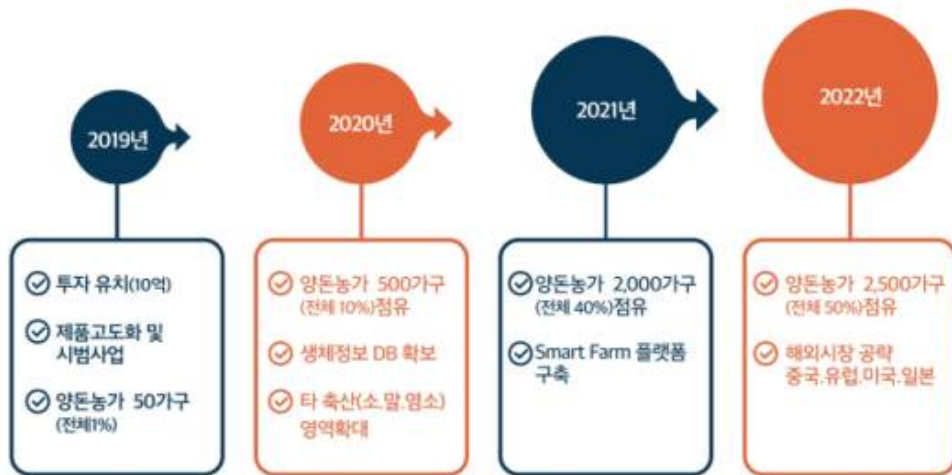 2019년
투자 유치(10억)
제품고도화 및
시범사업
양돈농가 50가구
(전체1%)
2020년
양돈농가 500가구
(전체 10%)점유
생체정보 DB 확보
타 축산(소.말.염소)
영역확대
2021년
양돈농가 2,000가구
(전체 40%)점유
Smart Farm 플랫폼
구축
2022년
양돈농가 2,500가구
(전체 50%)점유
해외시장 공략
중국.유럽.미국.일본